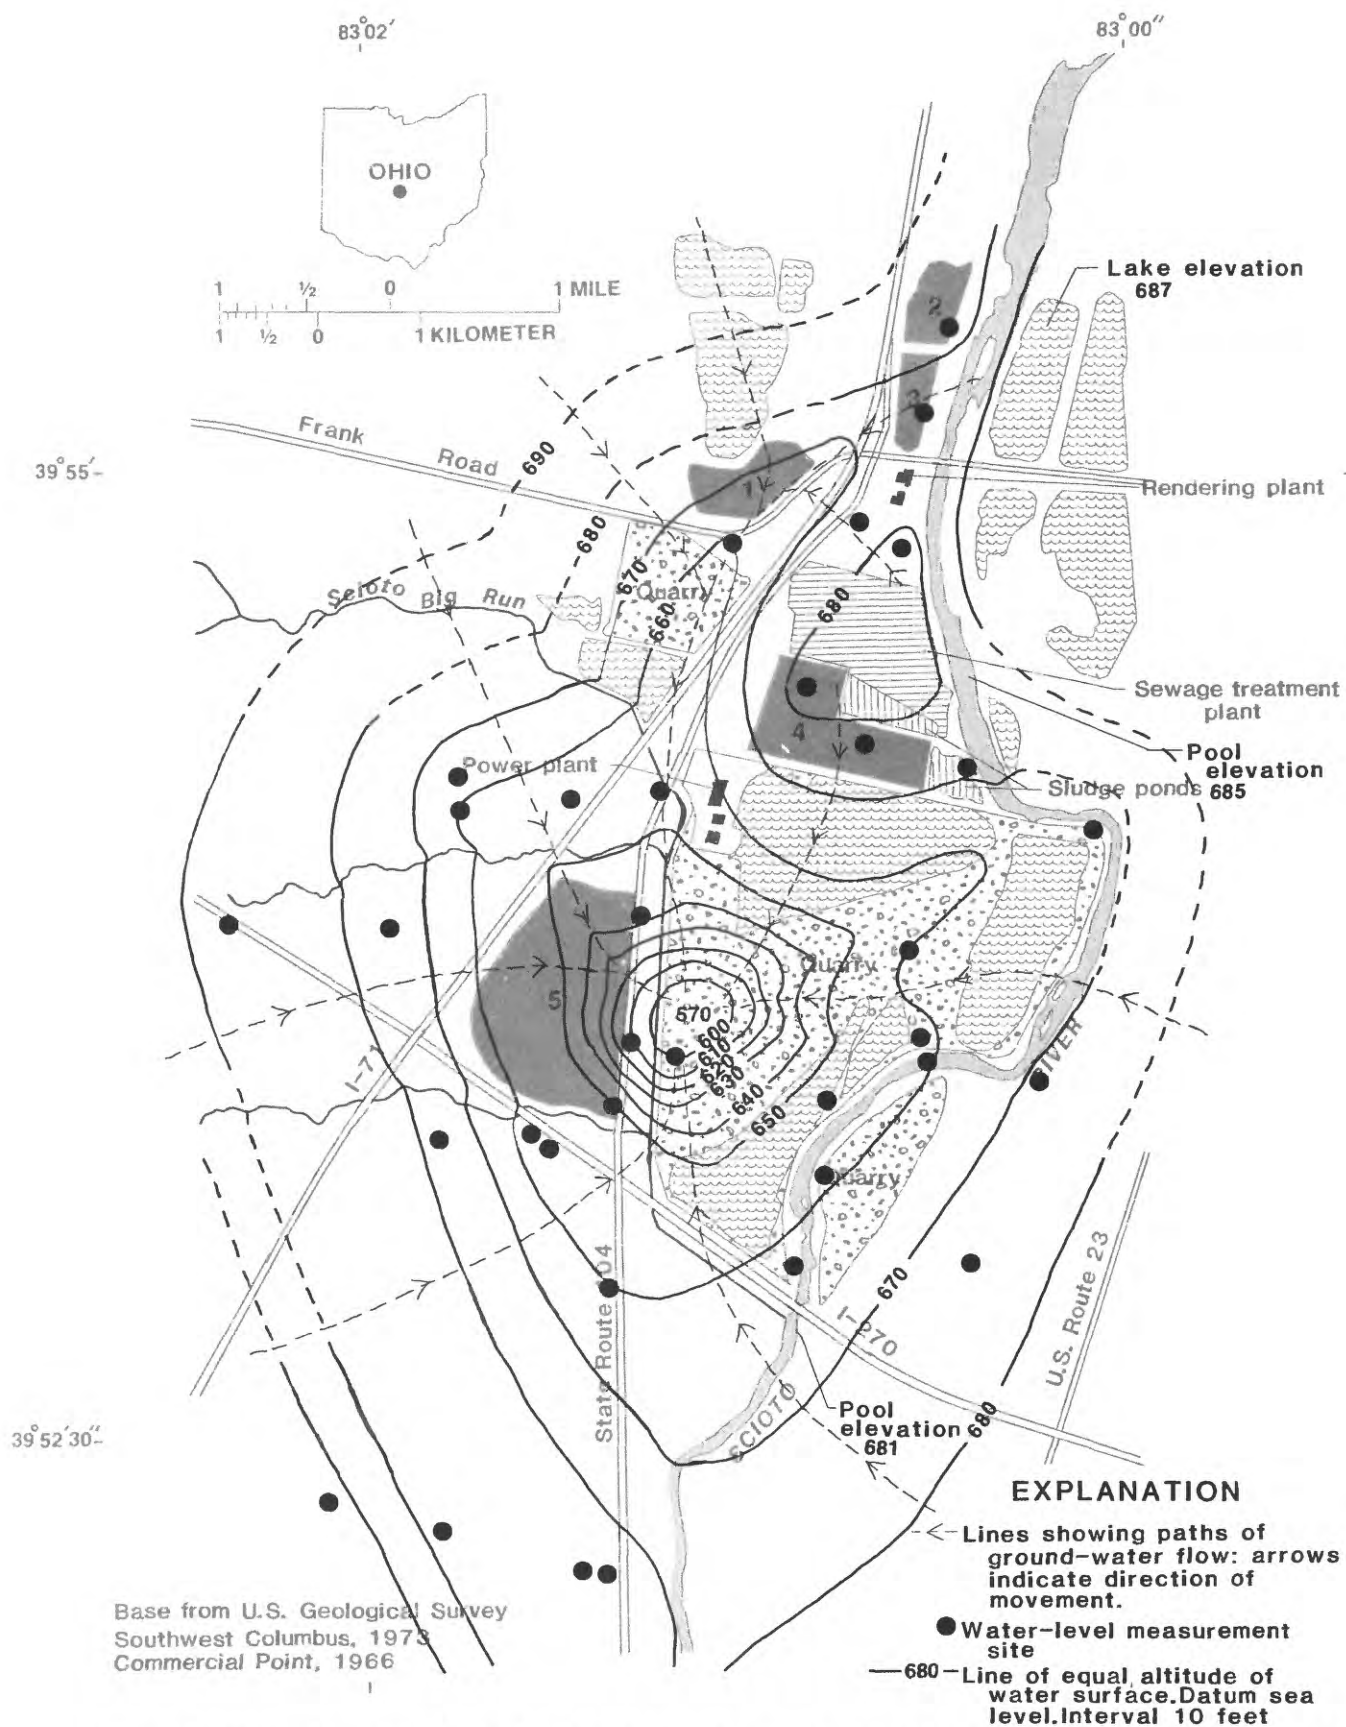 83°02′
83°00″
OHIO
1 ½ 0 1 MILE
1 ½ 0 1 KILOMETER
Lake elevation
687
2
3
Frank
Road
690
39°55′
1
Rendering plant
680
670
Quarry
660
Scioto Big Run
680
Sewage treatment
plant
4
Pool
elevation
685
Power plant
Sludge ponds
Quarry
5
570
600
610
620
630
640
650
I-71
RIVER
Quarry
670
State Route 104
I-270
U.S. Route 23
Pool
elevation
681
SCIOTO
680
39°52′30″
EXPLANATION
Lines showing paths of
ground-water flow: arrows
indicate direction of
movement.
Water-level measurement
site
680 Line of equal altitude of
water surface.Datum sea
level.Interval 10 feet
Base from U.S. Geological Survey
Southwest Columbus, 1973
Commercial Point, 1966